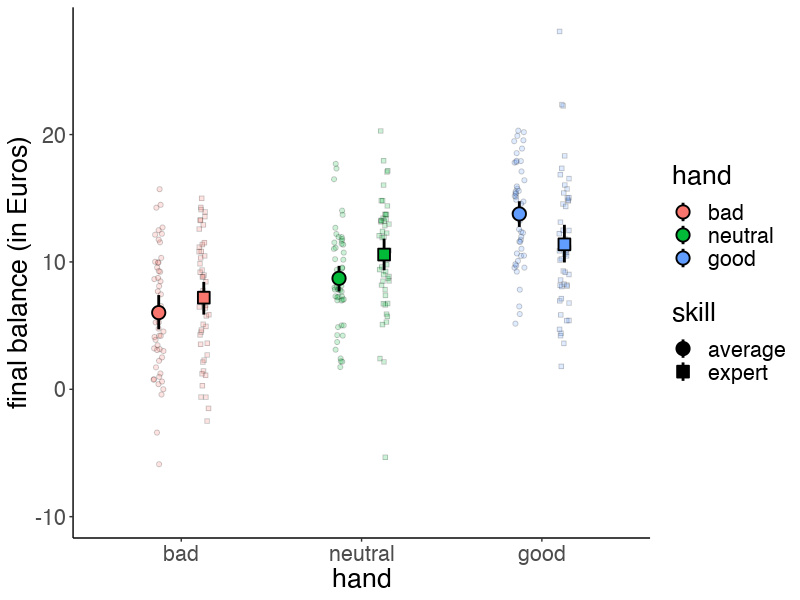 final balance (in Euros)
20
10
0
-10
bad
neutral
good
hand
hand
bad
neutral
good
skill
average
expert